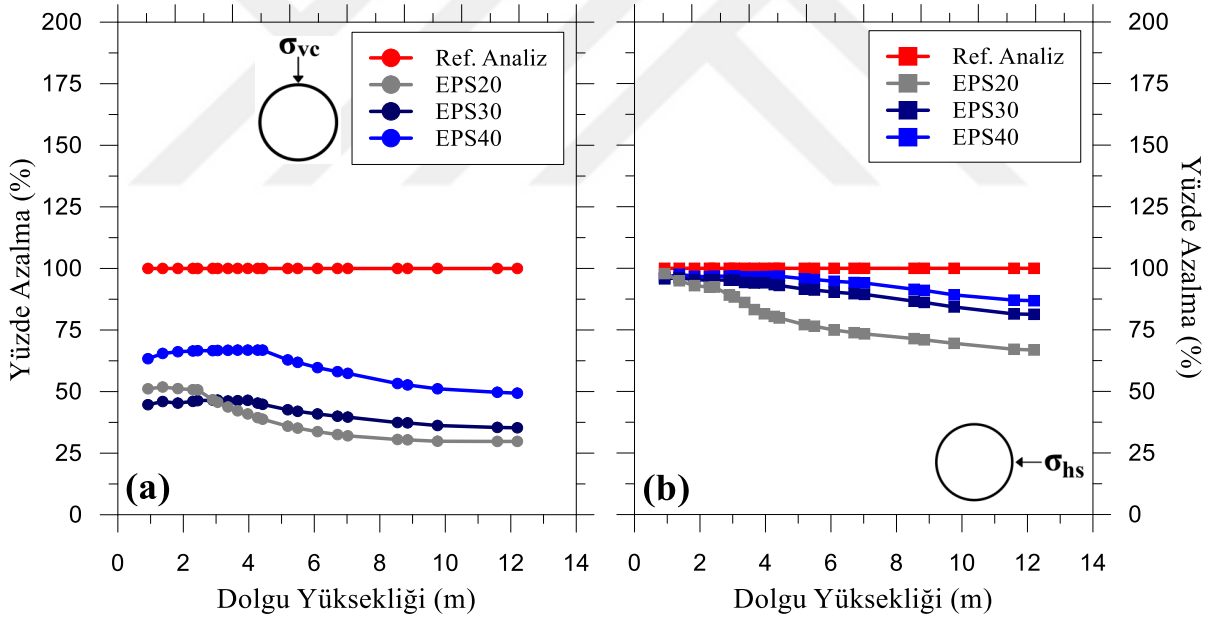 200
175
150
125
100
75
50
25
0
Yüzde Azalma (%)
σvc
Ref. Analiz
EPS20
EPS30
EPS40
(a)
0
2
4
6
8
10
12
14
Dolgu Yüksekliği (m)
Ref. Analiz
EPS20
EPS30
EPS40
σhs
(b)
0
2
4
6
8
10
12
14
Dolgu Yüksekliği (m)
200
175
150
125
100
75
50
25
0
Yüzde Azalma (%)